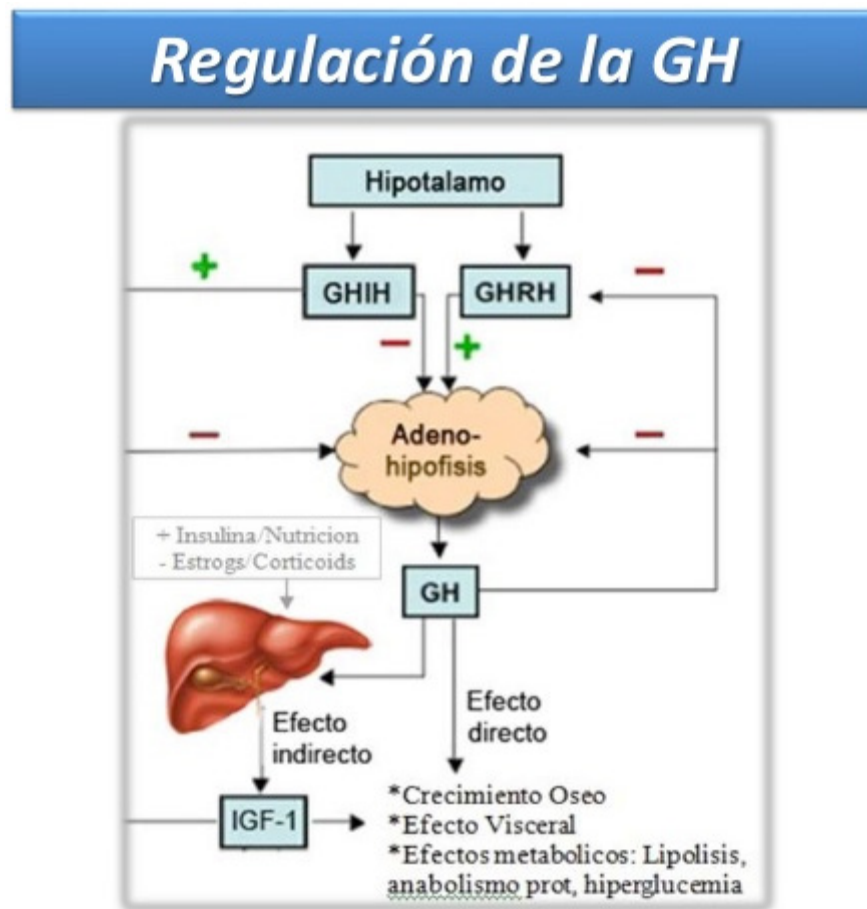 Regulación de la GH
Hipotalamo
+
GHIH
GHRH
−
−
+
−
Adeno-
hipofisis
−
+ Insulina/Nutricion
- Estrogs/Corticoids
GH
Efecto
indirecto
Efecto
directo
IGF-1
*Crecimiento Oseo
*Efecto Visceral
*Efectos metabolicos: Lipolisis,
anabolismo prot, hiperglucemia